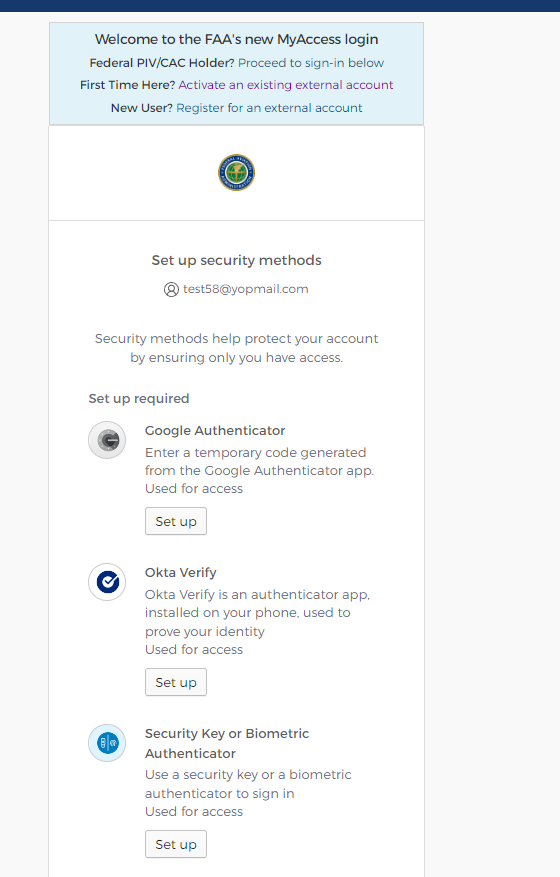 Welcome to the FAA's new MyAccess login
Federal PIV/CAC Holder? Proceed to sign-in below
First Time Here? Activate an existing external account
New User? Register for an external account
Set up security methods
test58@yopmail.com
Security methods help protect your account
by ensuring only you have access.
Set up required
Google Authenticator
Enter a temporary code generated
from the Google Authenticator app.
Used for access
Set up
Okta Verify
Okta Verify is an authenticator app,
installed on your phone, used to
prove your identity
Used for access
Set up
Security Key or Biometric
Authenticator
Use a security key or a biometric
authenticator to sign in
Used for access
Set up